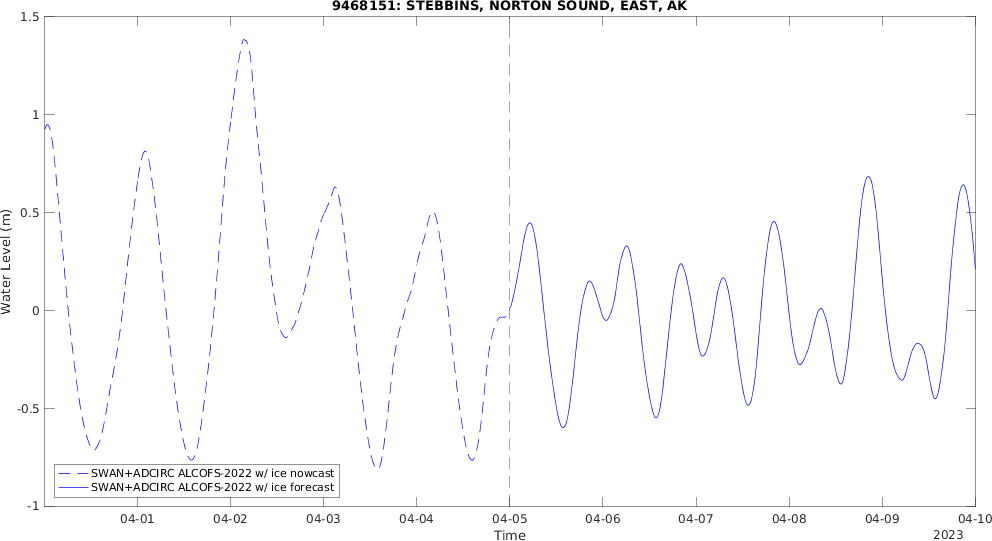 9468151: STEBBINS, NORTON SOUND, EAST, AK
Water Level (m)
1.5
1
0.5
0
-0.5
-1
SWAN+ADCIRC ALCOFS-2022 w/ ice nowcast
SWAN+ADCIRC ALCOFS-2022 w/ ice forecast
04-01 04-02 04-03 04-04 04-05 04-06 04-07 04-08 04-09 04-10
Time
2023